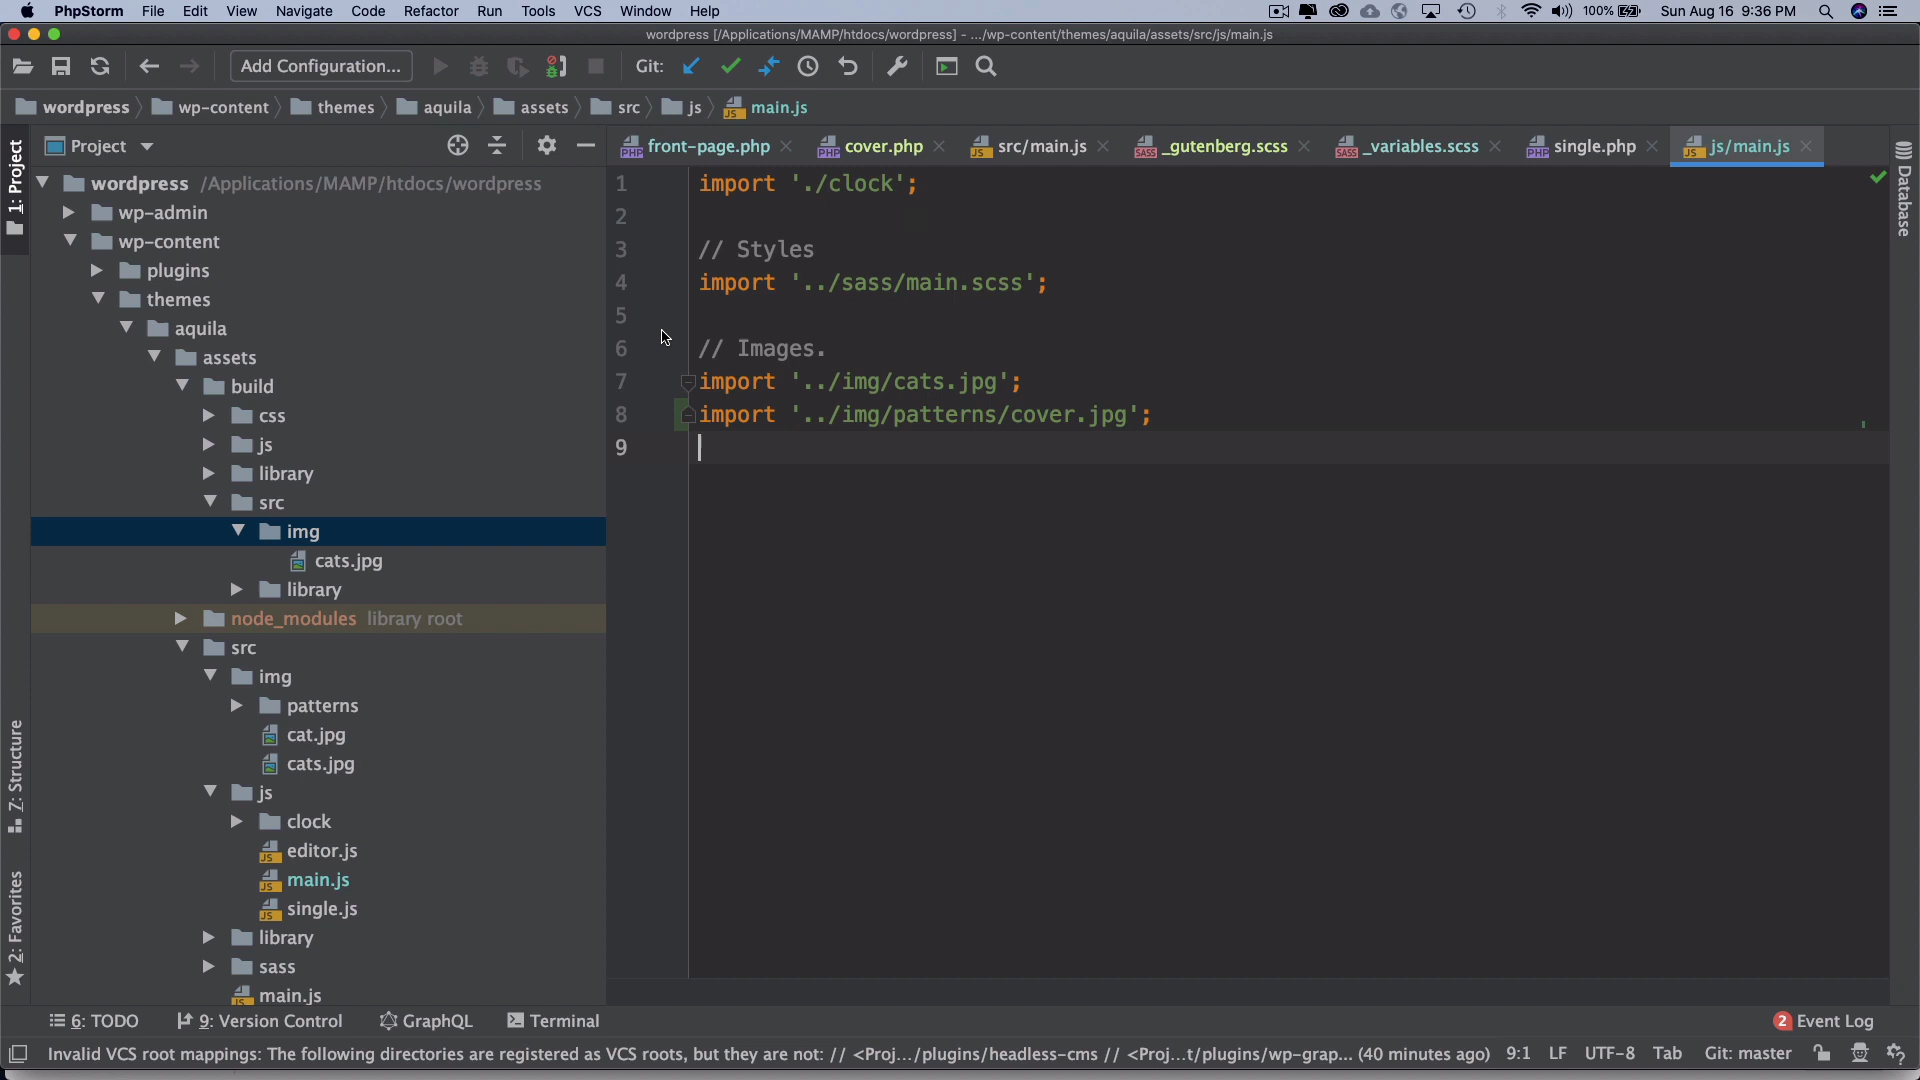 PhpStorm File Edit View Navigate Code Refactor Run Tools VCS Window Help 100% Sun Aug 16 9:36 PM
wordpress [/Applications/MAMP/htdocs/wordpress] - .../wp-content/themes/aquila/assets/src/js/main.js
Add Configuration... Git:
wordpress wp-content themes aquila assets src js main.js
Project front-page.php cover.php src/main.js _gutenberg.scss _variables.scss single.php js/main.js
1: Project
Database
wordpress /Applications/MAMP/htdocs/wordpress
wp-admin
wp-content
plugins
themes
aquila
assets
build
css
js
library
src
img
cats.jpg
library
node_modules library root
src
img
patterns
cat.jpg
cats.jpg
js
clock
editor.js
main.js
single.js
library
sass
main.js
7: Structure
2: Favorites
1 import './clock';
2
3 // Styles
4 import '../sass/main.scss';
5
6 // Images.
7 import '../img/cats.jpg';
8 import '../img/patterns/cover.jpg';
9
6: TODO 9: Version Control GraphQL Terminal 2 Event Log
Invalid VCS root mappings: The following directories are registered as VCS roots, but they are not: // <Proj.../plugins/headless-cms // <Proj...t/plugins/wp-grap... (40 minutes ago) 9:1 LF UTF-8 Tab Git: master